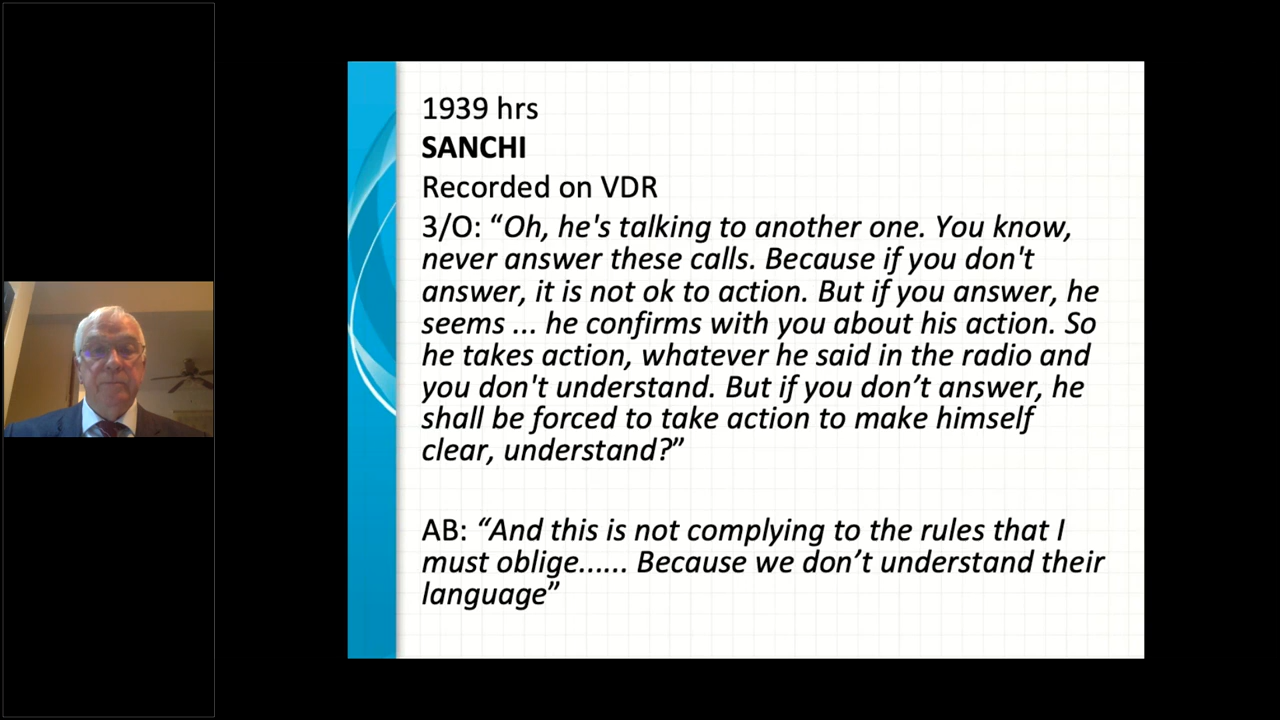 1939 hrs
SANCHI
Recorded on VDR
3/O: “Oh, he's talking to another one. You know,
never answer these calls. Because if you don't
answer, it is not ok to action. But if you answer, he
seems ... he confirms with you about his action. So
he takes action, whatever he said in the radio and
you don't understand. But if you don’t answer, he
shall be forced to take action to make himself
clear, understand?”
AB: “And this is not complying to the rules that I
must oblige...... Because we don’t understand their
language”